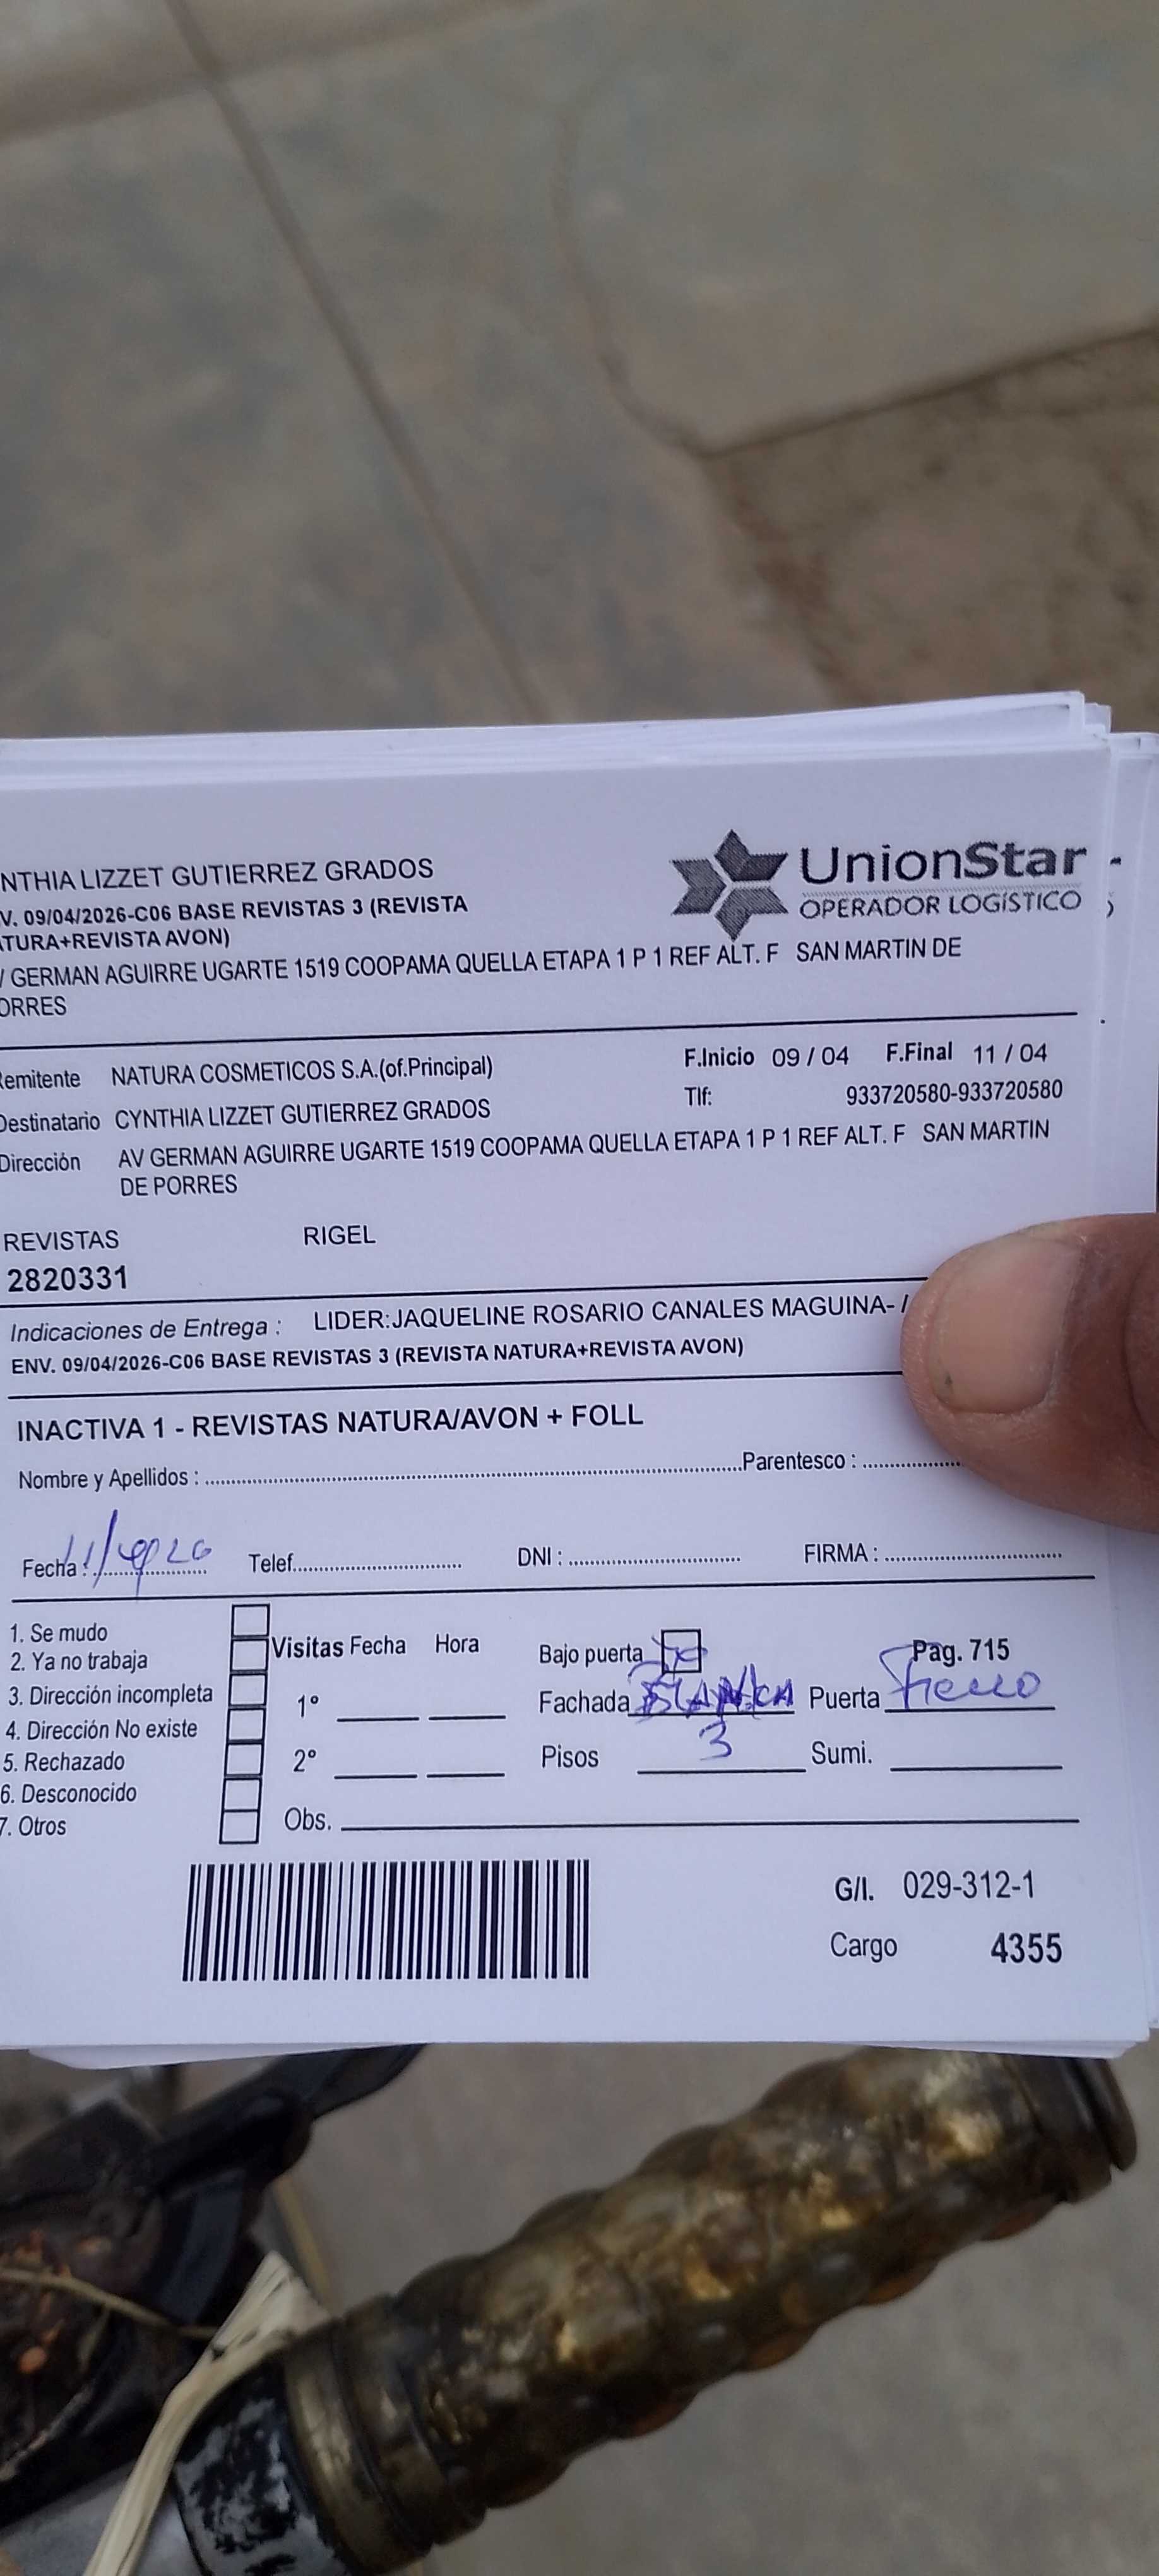 NTHIA LIZZET GUTIERREZ GRADOS
V. 09/04/2026-C06 BASE REVISTAS 3 (REVISTA
TURA+REVISTA AVON)
/ GERMAN AGUIRRE UGARTE 1519 COOPAMA QUELLA ETAPA 1 P 1 REF ALT. F SAN MARTIN DE
ORRES
UnionStar
OPERADOR LOGÍSTICO
Remitente NATURA COSMETICOS S.A.(of.Principal)
F.Inicio 09 / 04 F.Final 11 / 04
Destinatario CYNTHIA LIZZET GUTIERREZ GRADOS
Tlf: 933720580-933720580
Dirección AV GERMAN AGUIRRE UGARTE 1519 COOPAMA QUELLA ETAPA 1 P 1 REF ALT. F SAN MARTIN
DE PORRES
REVISTAS RIGEL
2820331
Indicaciones de Entrega : LIDER:JAQUELINE ROSARIO CANALES MAGUINA- /
ENV. 09/04/2026-C06 BASE REVISTAS 3 (REVISTA NATURA+REVISTA AVON)
INACTIVA 1 - REVISTAS NATURA/AVON + FOLL
Nombre y Apellidos : Parentesco :
Fecha : Telef. DNI : FIRMA :
1. Se mudo
2. Ya no trabaja
3. Dirección incompleta
4. Dirección No existe
5. Rechazado
6. Desconocido
7. Otros
Visitas Fecha Hora
1°
2°
Obs.
Bajo puerta Pag. 715
Fachada BLANCA Puerta Fierro
Pisos 3 Sumi.
G/I. 029-312-1
Cargo 4355